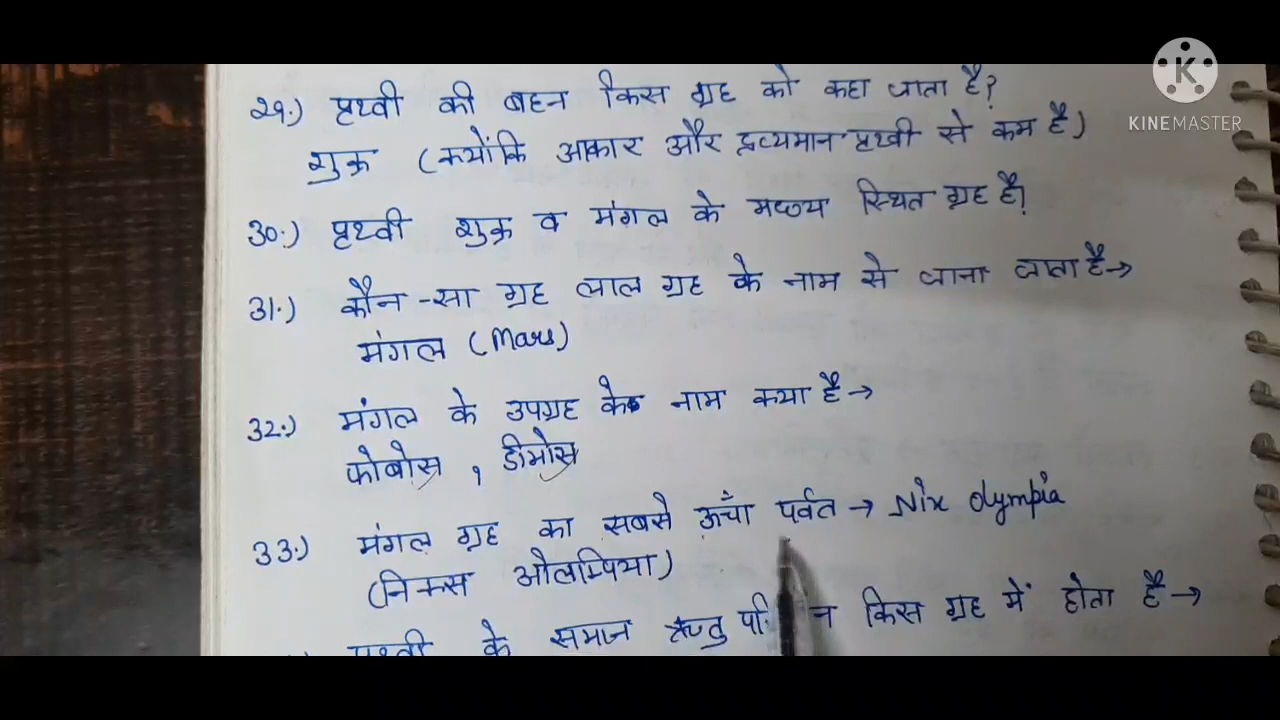 KINEMASTER
29.) पृथ्वी की बहन किस ग्रह को कहा जाता है?
शुक्र (क्योंकि आकार और द्रव्यमान पृथ्वी से कम है)
30.) पृथ्वी शुक्र व मंगल के मध्य स्थित ग्रह है।
31.) कौन-सा ग्रह लाल ग्रह के नाम से जाना जाता है→
मंगल (Mars)
32.) मंगल के उपग्रह के नाम क्या है→
फोबोस, डीमोस
33.) मंगल ग्रह का सबसे ऊँचा पर्वत → Nix Olympia
(निक्स ओलम्पिया)
पृथ्वी के समान ऋतु किस ग्रह में होता है→